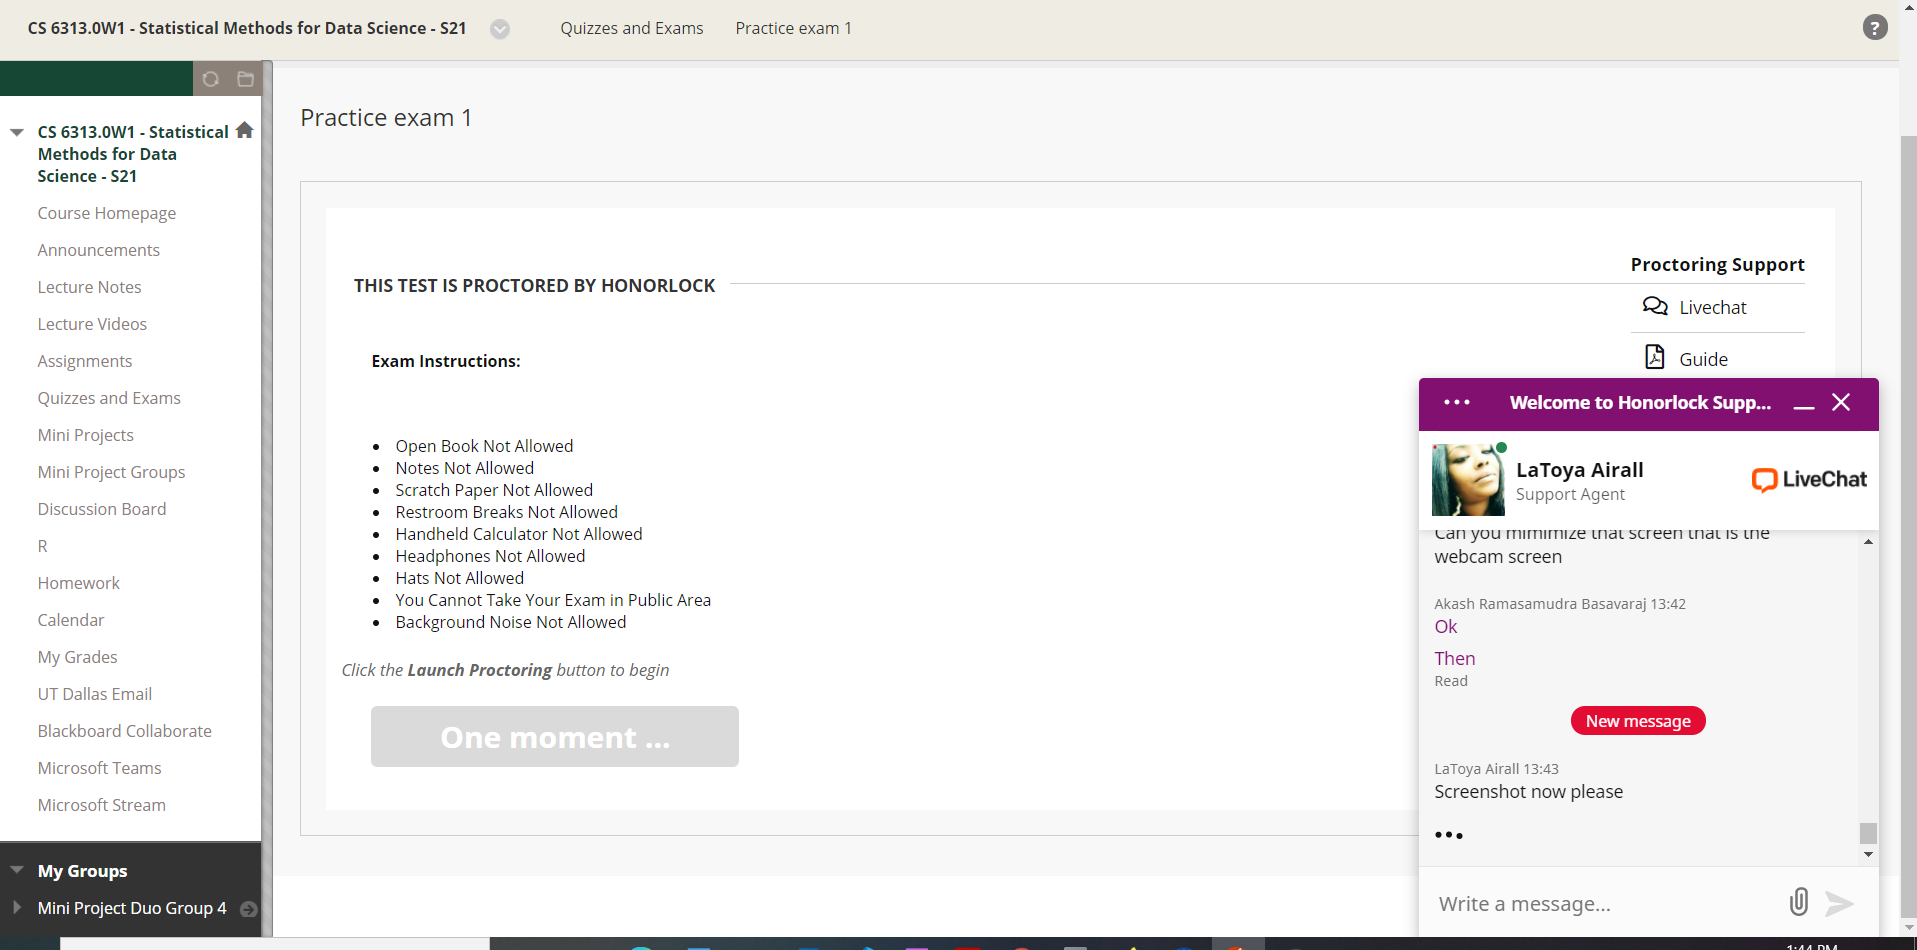 CS 6313.0W1 - Statistical Methods for Data Science - S21
Quizzes and Exams
Practice exam 1
?
CS 6313.0W1 - Statistical
Methods for Data
Science - S21
Course Homepage
Announcements
Lecture Notes
Lecture Videos
Assignments
Quizzes and Exams
Mini Projects
Mini Project Groups
Discussion Board
R
Homework
Calendar
My Grades
UT Dallas Email
Blackboard Collaborate
Microsoft Teams
Microsoft Stream
My Groups
Mini Project Duo Group 4
Practice exam 1
THIS TEST IS PROCTORED BY HONORLOCK
Exam Instructions:
• Open Book Not Allowed
• Notes Not Allowed
• Scratch Paper Not Allowed
• Restroom Breaks Not Allowed
• Handheld Calculator Not Allowed
• Headphones Not Allowed
• Hats Not Allowed
• You Cannot Take Your Exam in Public Area
• Background Noise Not Allowed
Click the Launch Proctoring button to begin
One moment ...
Proctoring Support
Livechat
Guide
Welcome to Honorlock Supp...
LaToya Airall
Support Agent
LiveChat
Can you mimimize that screen that is the
webcam screen
Akash Ramasamudra Basavaraj 13:42
Ok
Then
Read
New message
LaToya Airall 13:43
Screenshot now please
Write a message...
1:44 PM